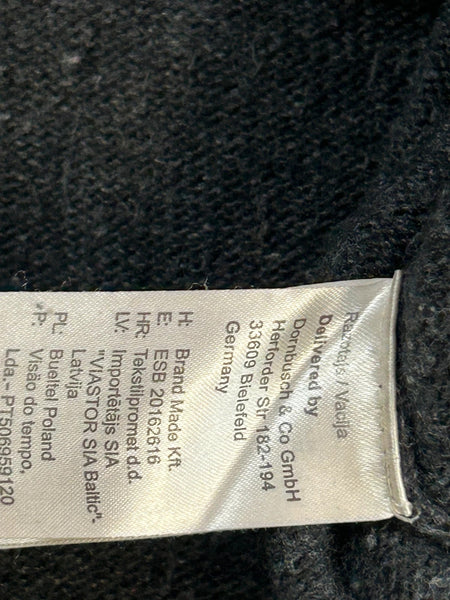 Ražotājs / Vācija
Delivered by
Dornbusch & Co GmbH
Herforder Str 182-194
33609 Bielefeld
Germany
H: Brand Made Kft.
E: ESB 20162616
HR: Tekstilpromet d.d.
LV: Importētājs SIA
"VIASTOR SIA Baltic"-
Latvija
PL: Bueltel Poland
*P: Visão do tempo,
Lda.– PT506959120